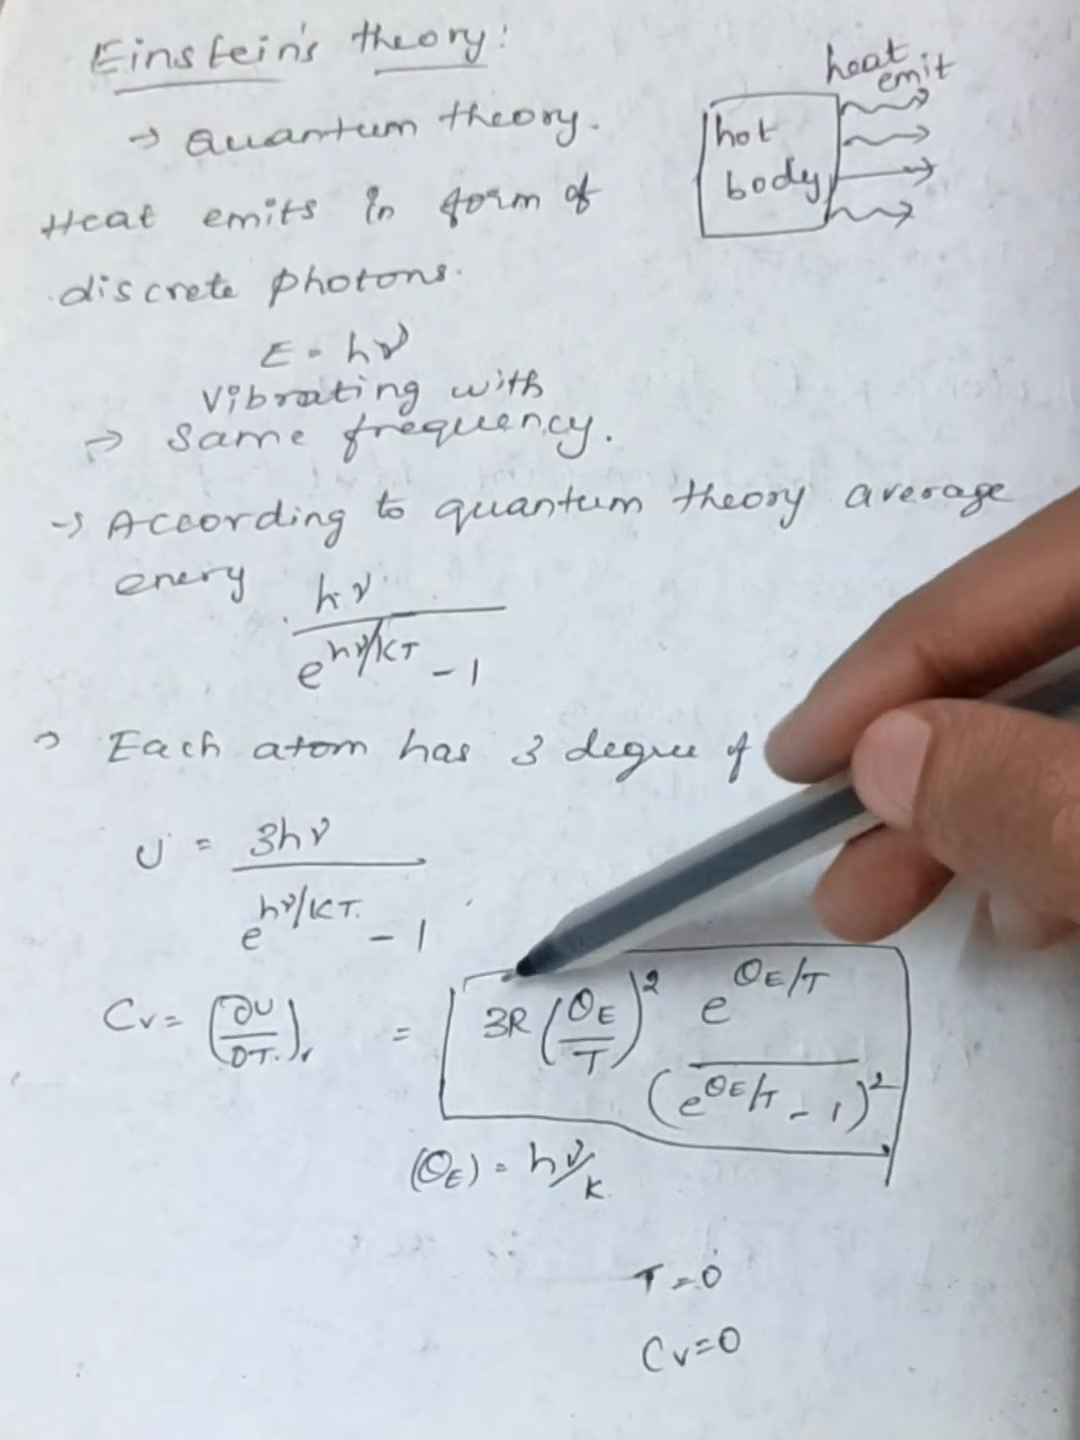 Einstein's theory:
→ Quantum theory.
heat emit
hot body
Heat emits in form of
discrete photons.
E = hν
Vibrating with
→ same frequency.
→ According to quantum theory average
enery hν / e^hν/KT - 1
→ Each atom has 3 degree of
U = 3hν / e^hν/KT. - 1
Cv = (∂U/∂T.)v = 3R (θE/T)^2 e^θE/T / (e^θE/T - 1)^2
(θE) = hν/K
T = 0
Cv = 0